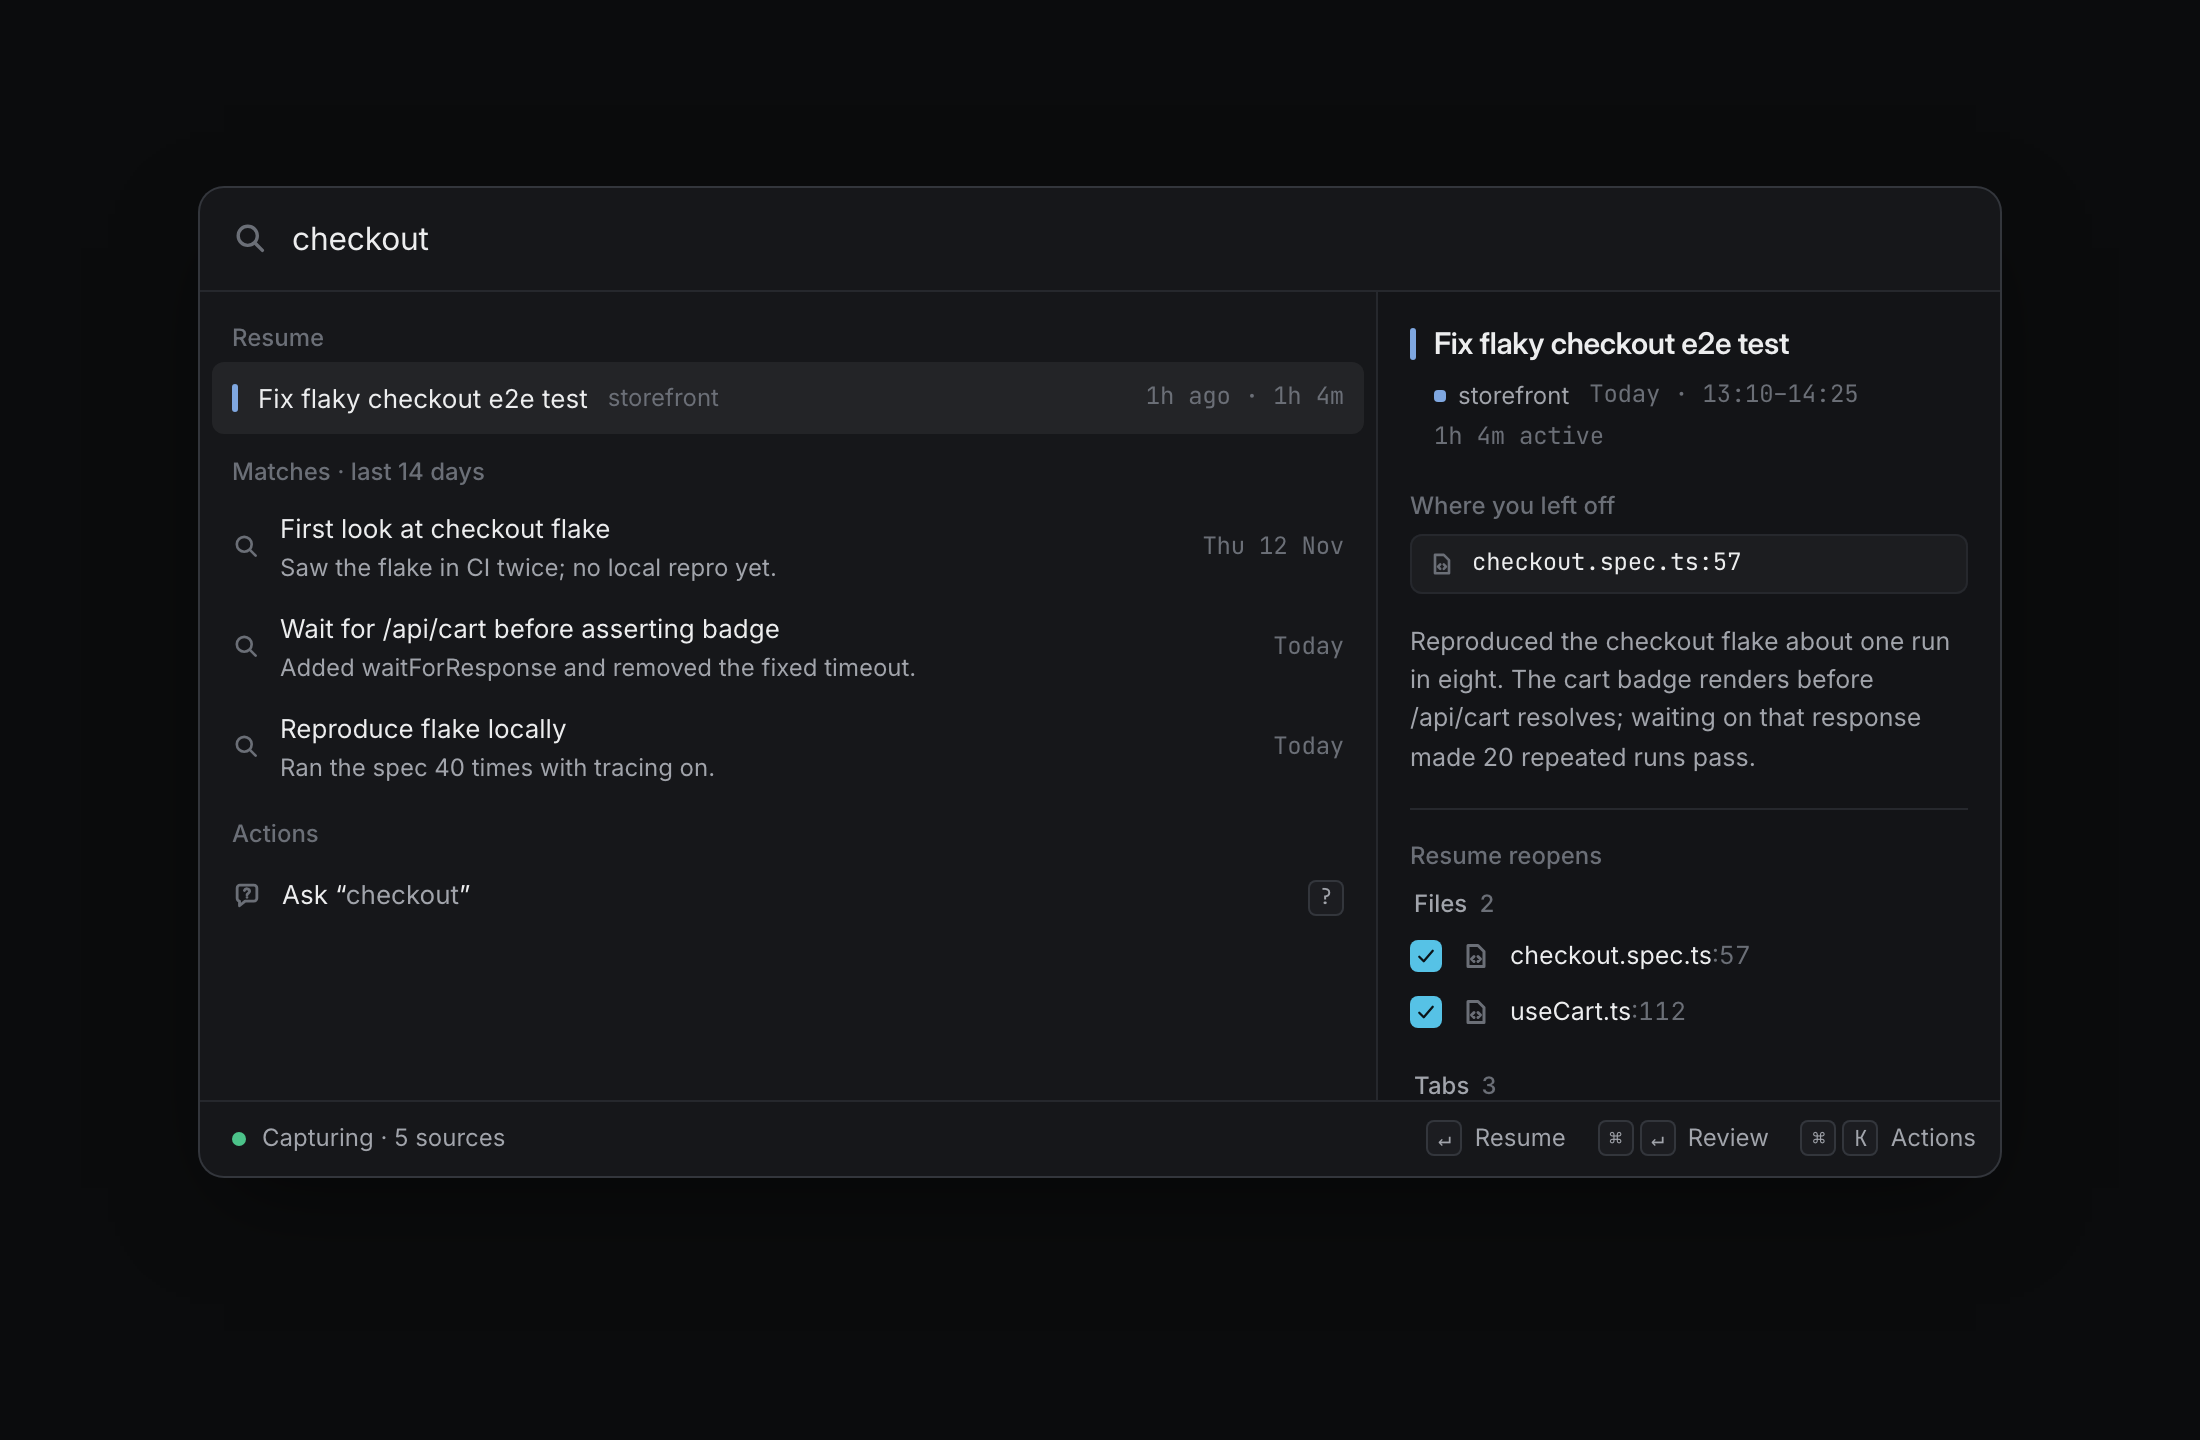 checkout
Resume
Fix flaky checkout e2e test storefront 1h ago · 1h 4m
Matches · last 14 days
First look at checkout flake
Saw the flake in CI twice; no local repro yet.
Thu 12 Nov
Wait for /api/cart before asserting badge
Added waitForResponse and removed the fixed timeout.
Today
Reproduce flake locally
Ran the spec 40 times with tracing on.
Today
Actions
Ask “checkout” ?
Fix flaky checkout e2e test
storefront Today · 13:10–14:25
1h 4m active
Where you left off
checkout.spec.ts:57
Reproduced the checkout flake about one run
in eight. The cart badge renders before
/api/cart resolves; waiting on that response
made 20 repeated runs pass.
Resume reopens
Files 2
checkout.spec.ts:57
useCart.ts:112
Tabs 3
Capturing · 5 sources
↵ Resume ⌘ ↵ Review ⌘ K Actions